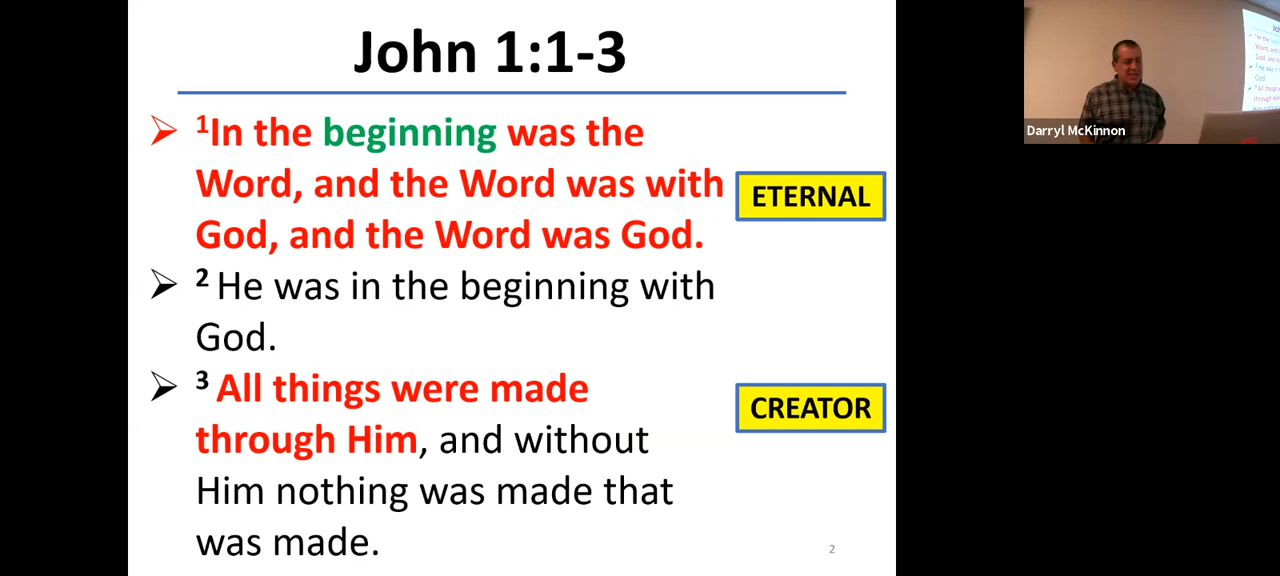 John 1:1-3
➢ ¹In the beginning was the
Word, and the Word was with
God, and the Word was God.
ETERNAL
➢ ² He was in the beginning with
God.
➢ ³ All things were made
through Him, and without
Him nothing was made that
was made.
CREATOR
2
Darryl McKinnon